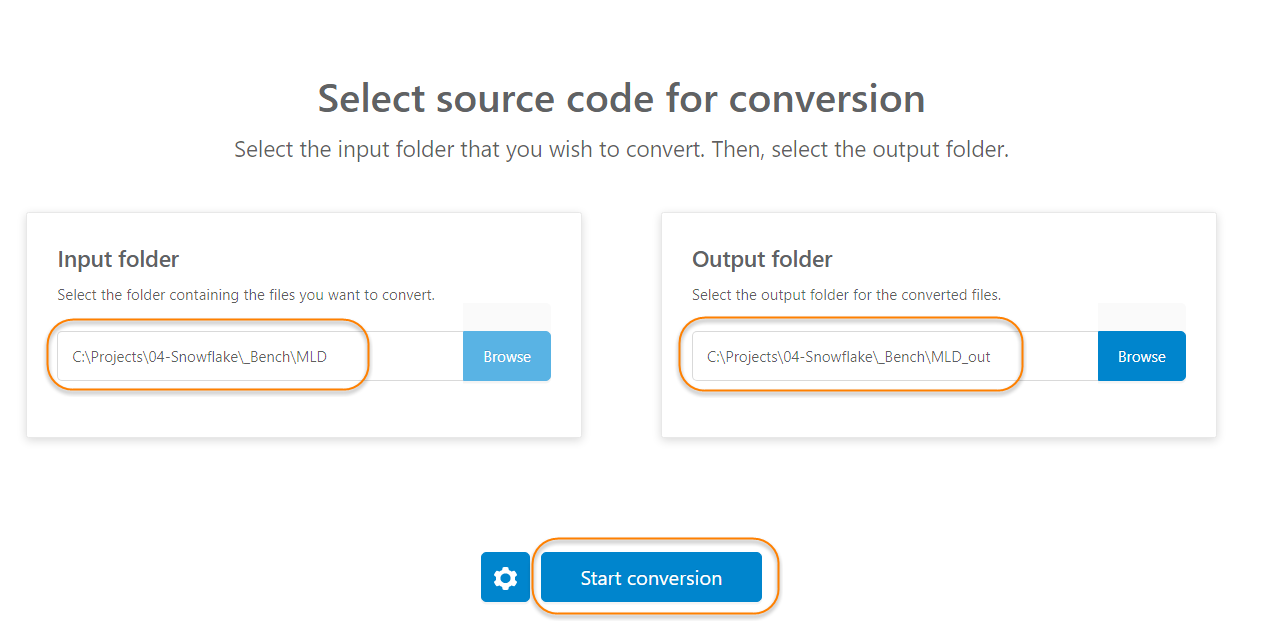 Select source code for conversion
Select the input folder that you wish to convert. Then, select the output folder.
Input folder
Select the folder containing the files you want to convert.
C:\Projects\04-Snowflake\_Bench\MLD
Browse
Output folder
Select the output folder for the converted files.
C:\Projects\04-Snowflake\_Bench\MLD_out
Browse
Start conversion